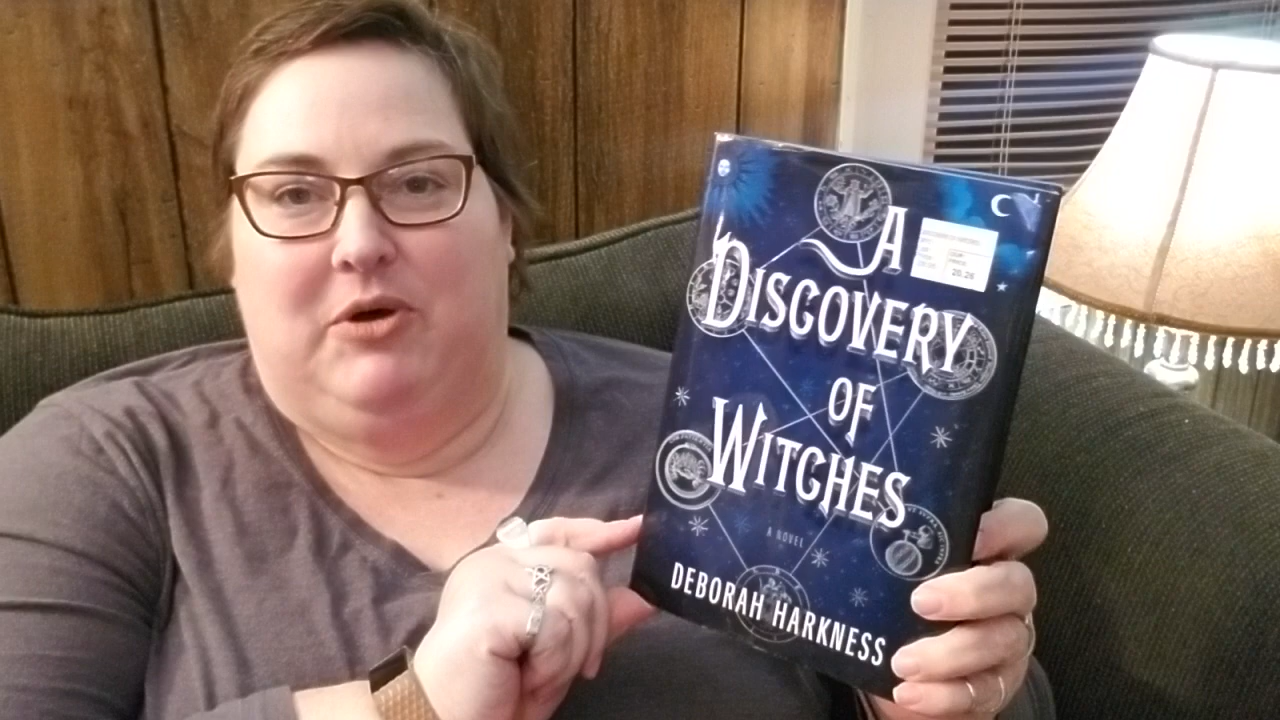 A
DISCOVERY
OF
WITCHES
A NOVEL
DEBORAH HARKNESS
20.26